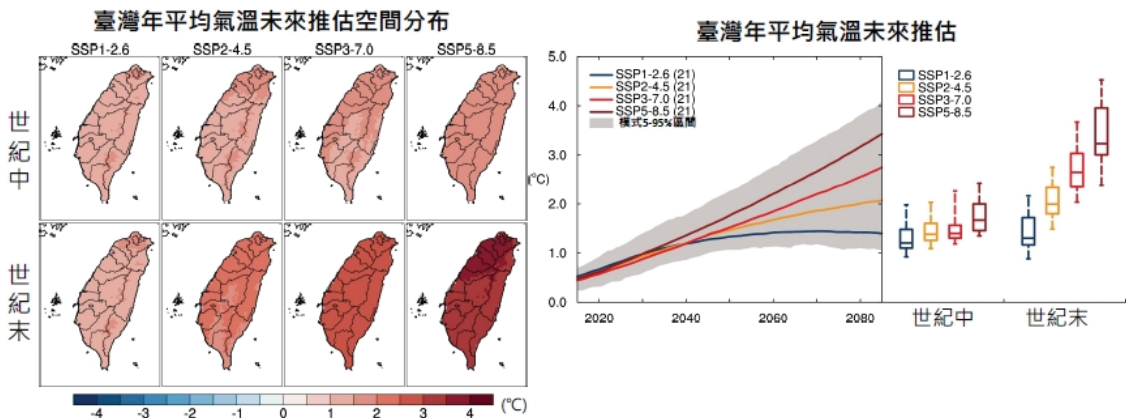 臺灣年平均氣溫未來推估空間分布
SSP1-2.6 SSP2-4.5 SSP3-7.0 SSP5-8.5
世紀中
世紀末
-4 -3 -2 -1 0 1 2 3 4 (℃)
臺灣年平均氣溫未來推估
5.0
4.0
3.0
(℃)
2.0
1.0
0.0
SSP1-2.6 (21)
SSP2-4.5 (21)
SSP3-7.0 (21)
SSP5-8.5 (21)
模式5-95%區間
2020 2040 2060 2080
SSP1-2.6
SSP2-4.5
SSP3-7.0
SSP5-8.5
世紀中 世紀末